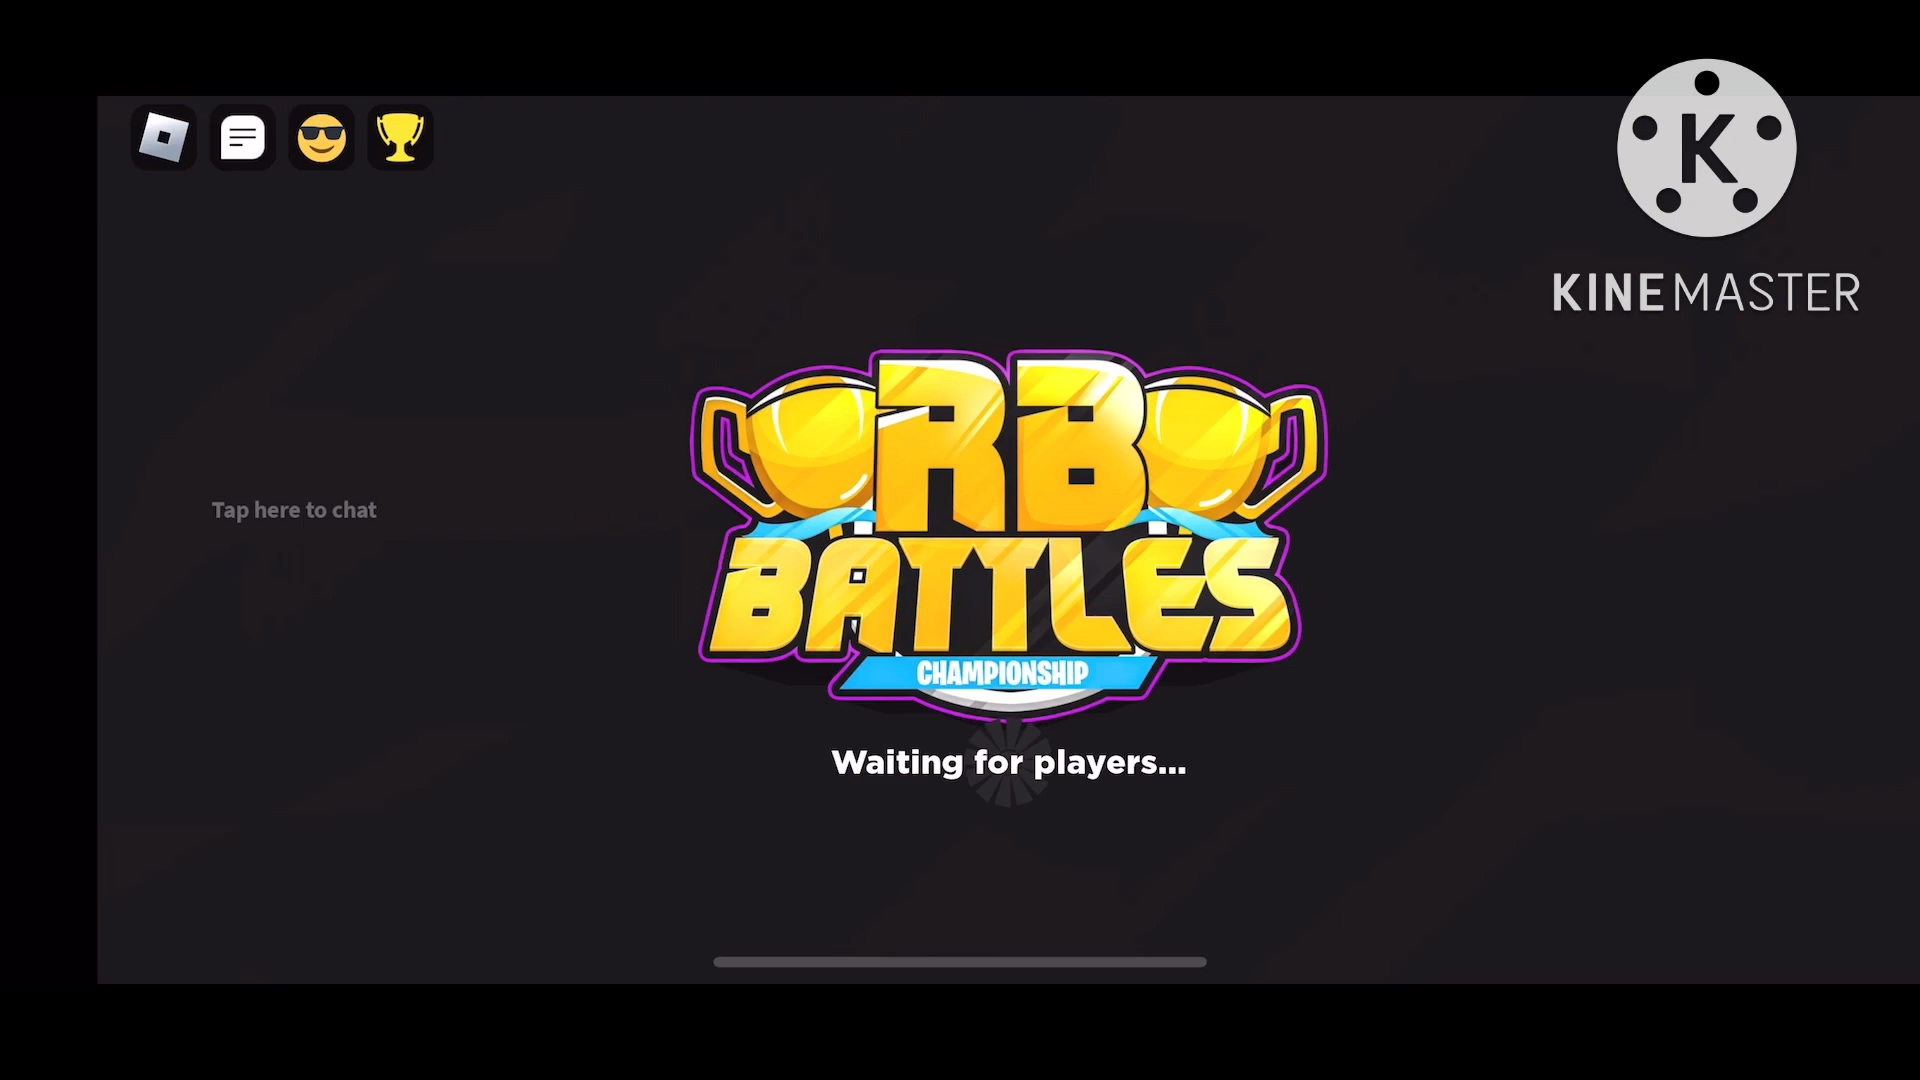 K
KINEMASTER
RB
BATTLES
CHAMPIONSHIP
Tap here to chat
Waiting for players...